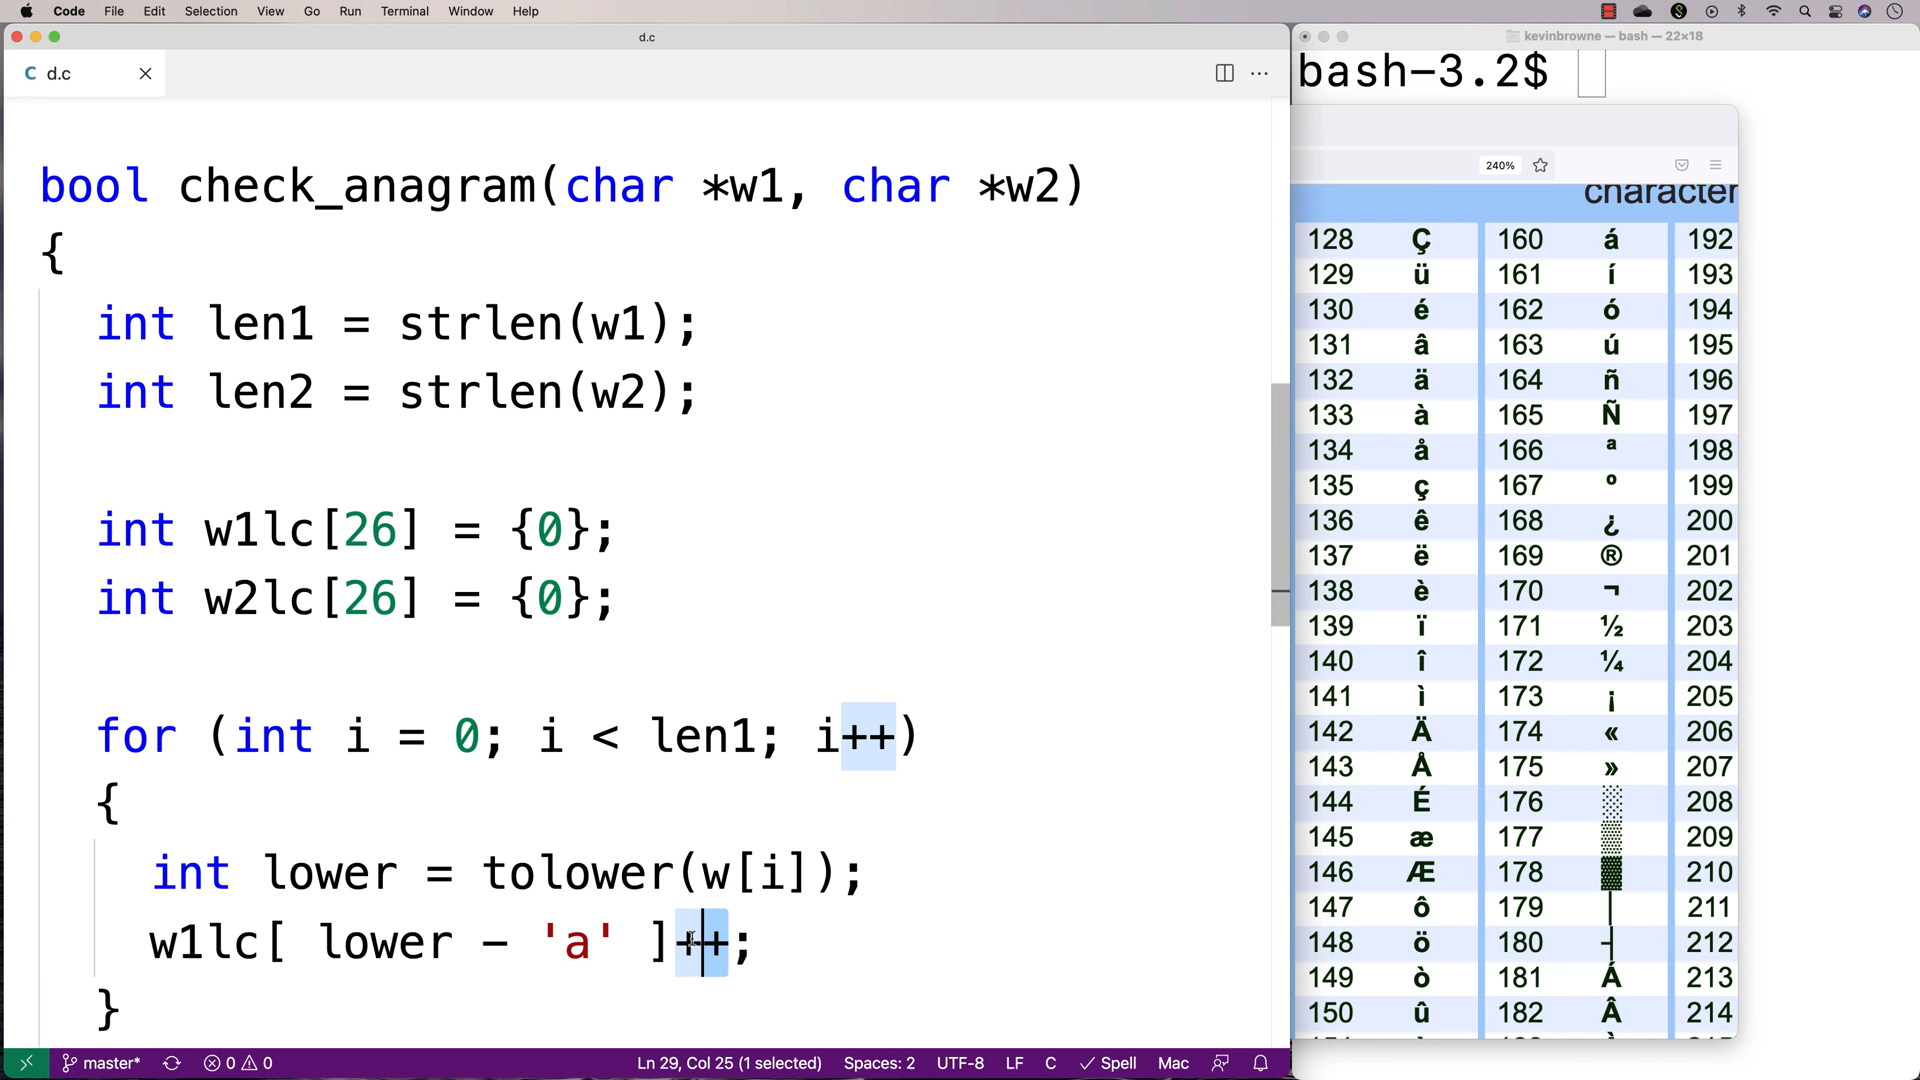 Code File Edit Selection View Go Run Terminal Window Help
d.c
C d.c
bool check_anagram(char *w1, char *w2)
{
int len1 = strlen(w1);
int len2 = strlen(w2);
int w1lc[26] = {0};
int w2lc[26] = {0};
for (int i = 0; i < len1; i++)
{
int lower = tolower(w[i]);
w1lc[ lower - 'a' ]++;
}
master* 0 0 Ln 29, Col 25 (1 selected) Spaces: 2 UTF-8 LF C Spell Mac
kevinbrowne — bash — 22×18
bash-3.2$
240%
character
128 Ç 160 á 192
129 ü 161 í 193
130 é 162 ó 194
131 â 163 ú 195
132 ä 164 ñ 196
133 à 165 Ñ 197
134 å 166 ª 198
135 ç 167 º 199
136 ê 168 ¿ 200
137 ë 169 ® 201
138 è 170 ¬ 202
139 ï 171 ½ 203
140 î 172 ¼ 204
141 ì 173 ¡ 205
142 Ä 174 « 206
143 Å 175 » 207
144 É 176 ░ 208
145 æ 177 ▒ 209
146 Æ 178 ▓ 210
147 ô 179 │ 211
148 ö 180 ┤ 212
149 ò 181 Á 213
150 û 182 Â 214